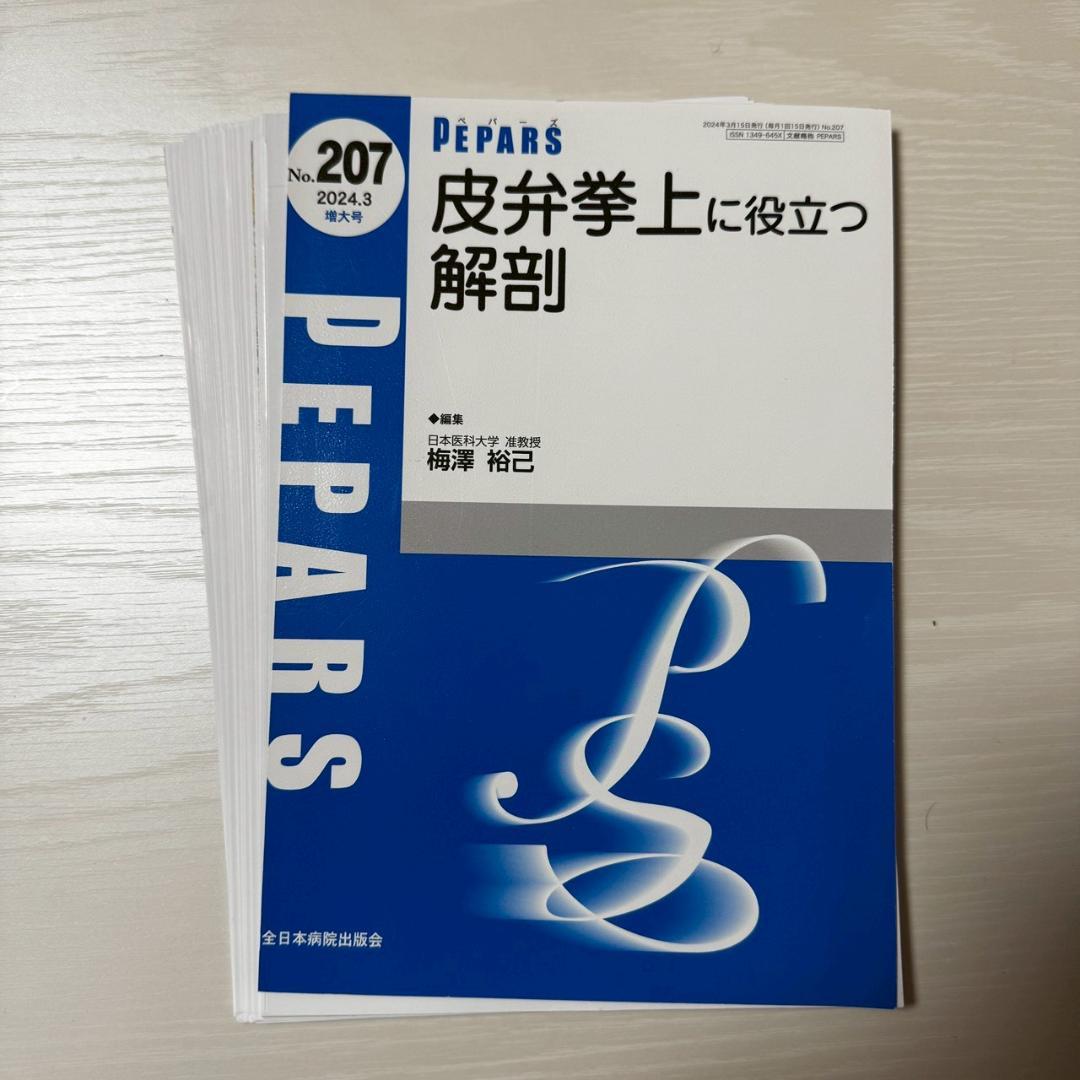 ペパーズ
PEPARS
2024年3月15日発行(毎月1回15日発行)No.207
ISSN 1349-645X 文献略称 PEPARS
No.207
2024.3
増大号
皮弁挙上に役立つ
解剖
PEPARS
◆編集
日本医科大学 准教授
梅澤 裕己
全日本病院出版会